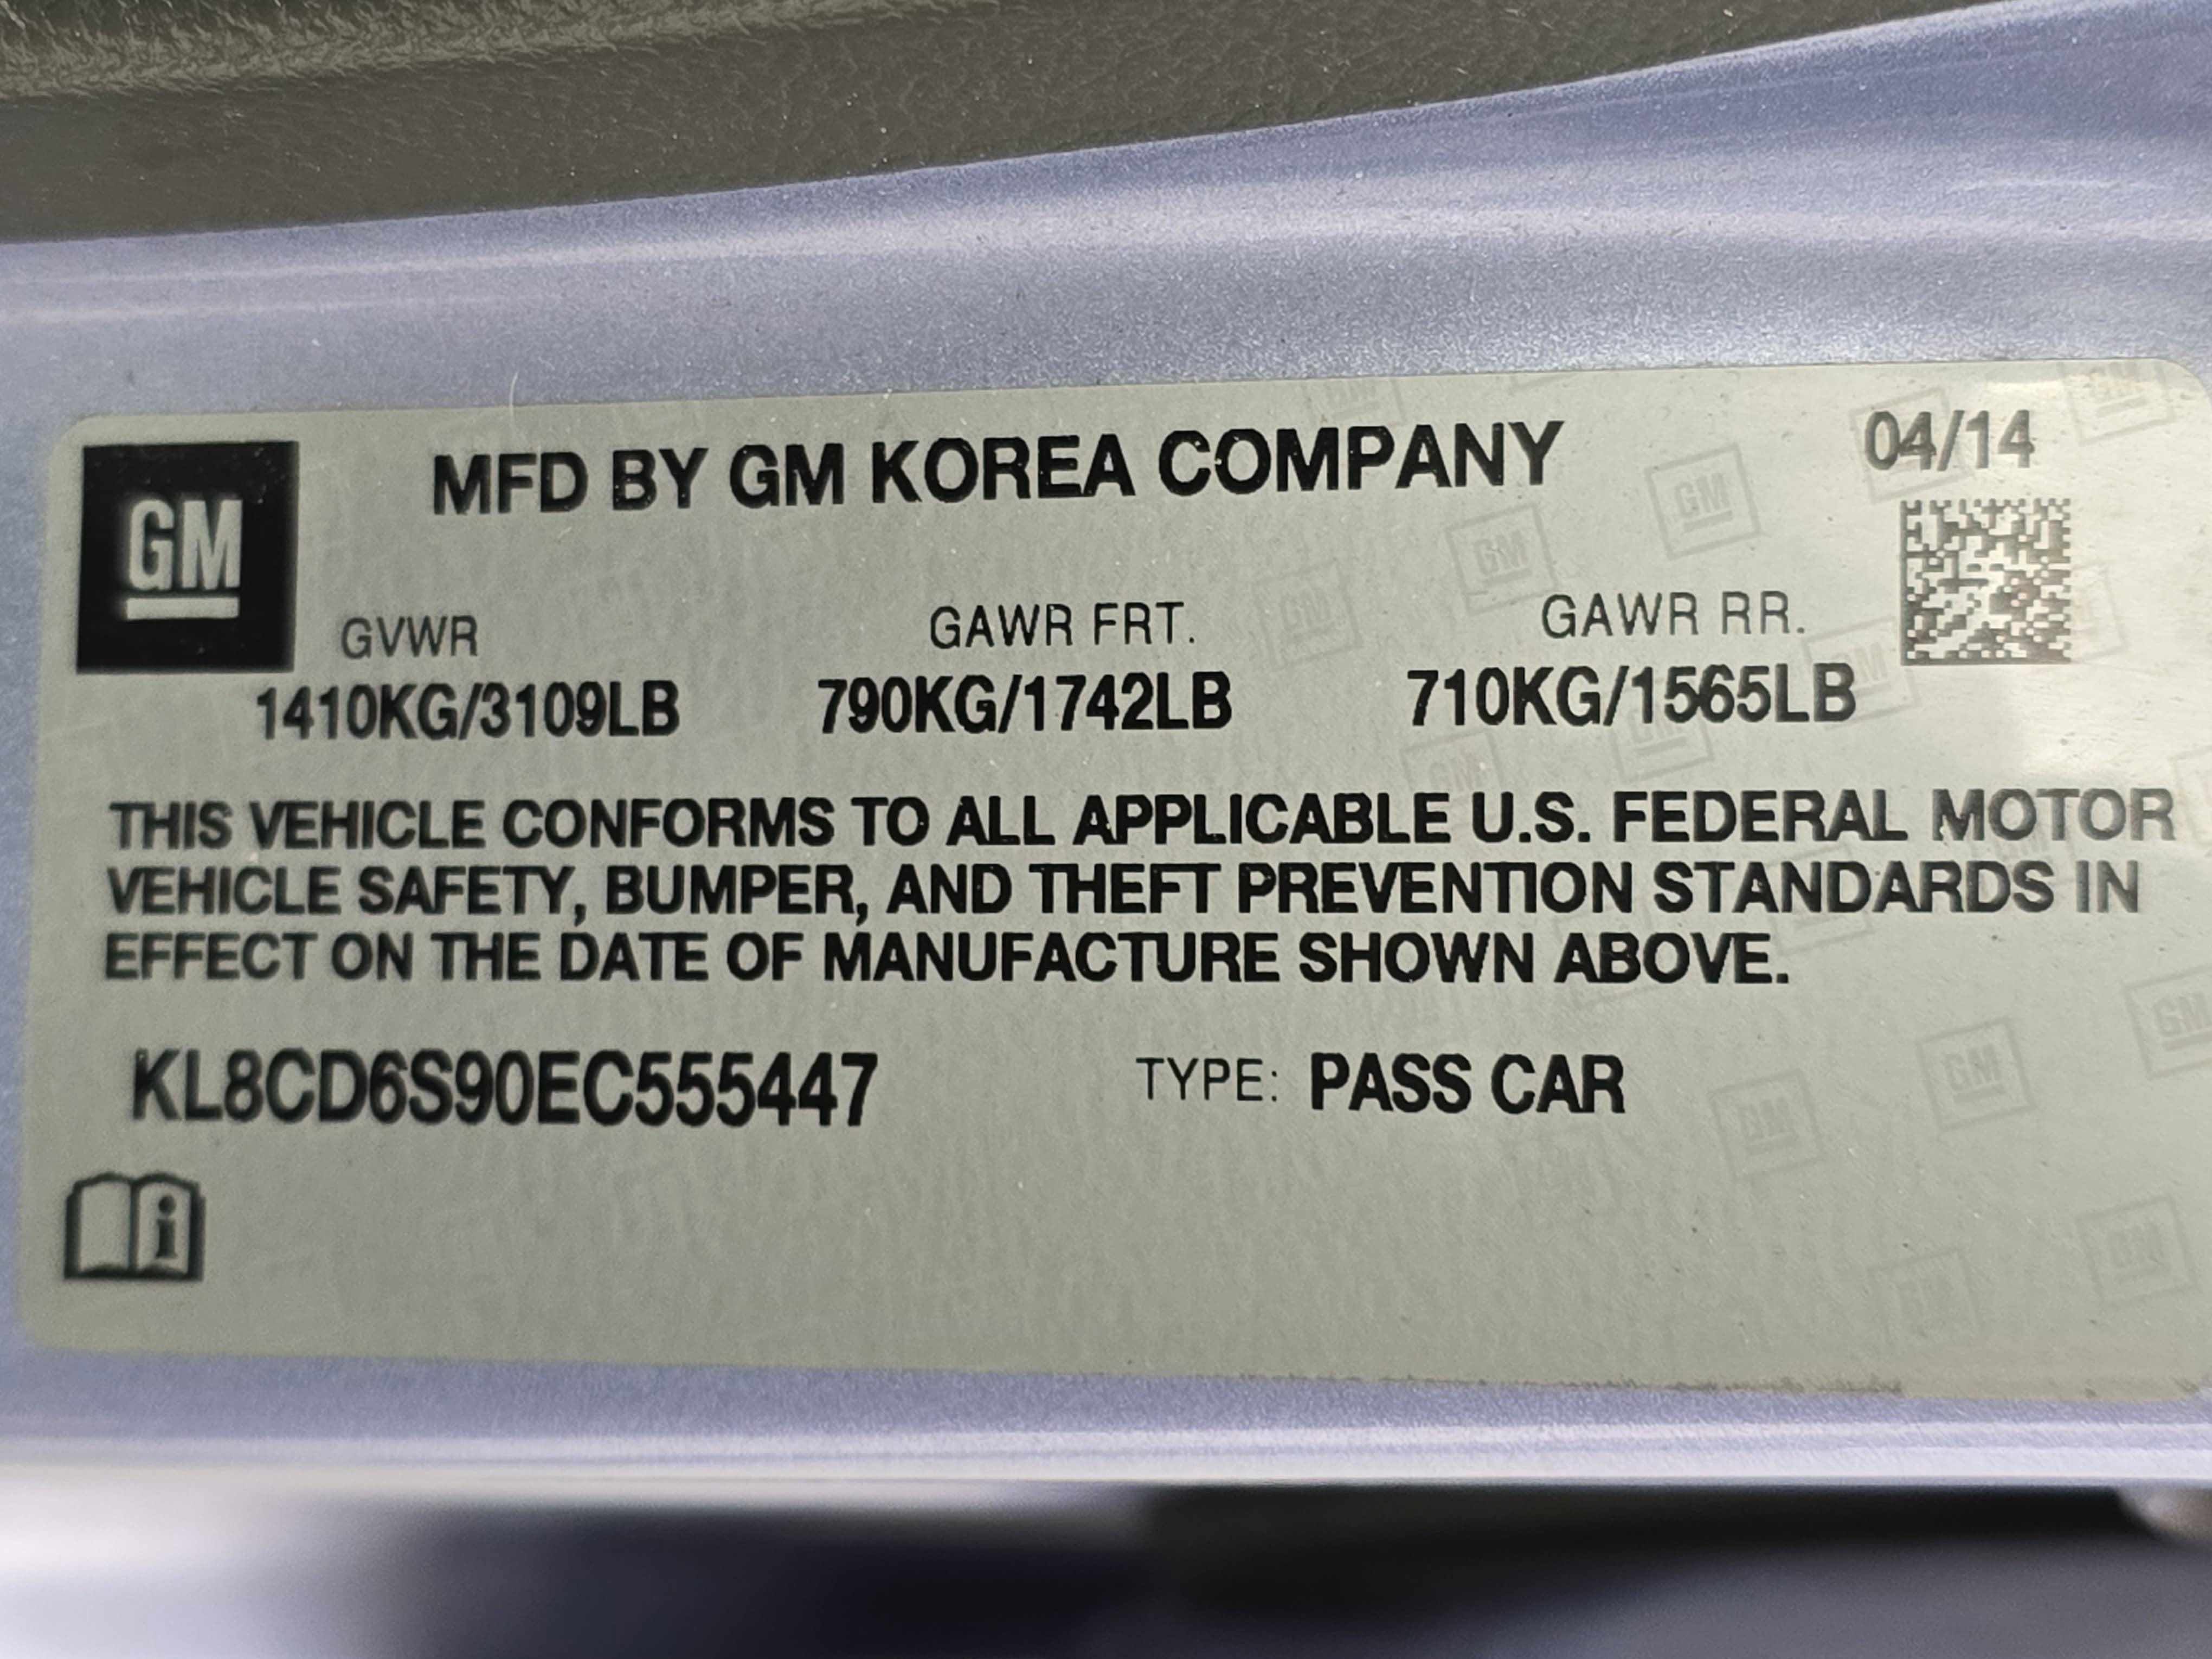 GM
MFD BY GM KOREA COMPANY
04/14
GVWR GAWR FRT. GAWR RR.
1410KG/3109LB 790KG/1742LB 710KG/1565LB
THIS VEHICLE CONFORMS TO ALL APPLICABLE U.S. FEDERAL MOTOR
VEHICLE SAFETY, BUMPER, AND THEFT PREVENTION STANDARDS IN
EFFECT ON THE DATE OF MANUFACTURE SHOWN ABOVE.
KL8CD6S90EC555447 TYPE: PASS CAR
i